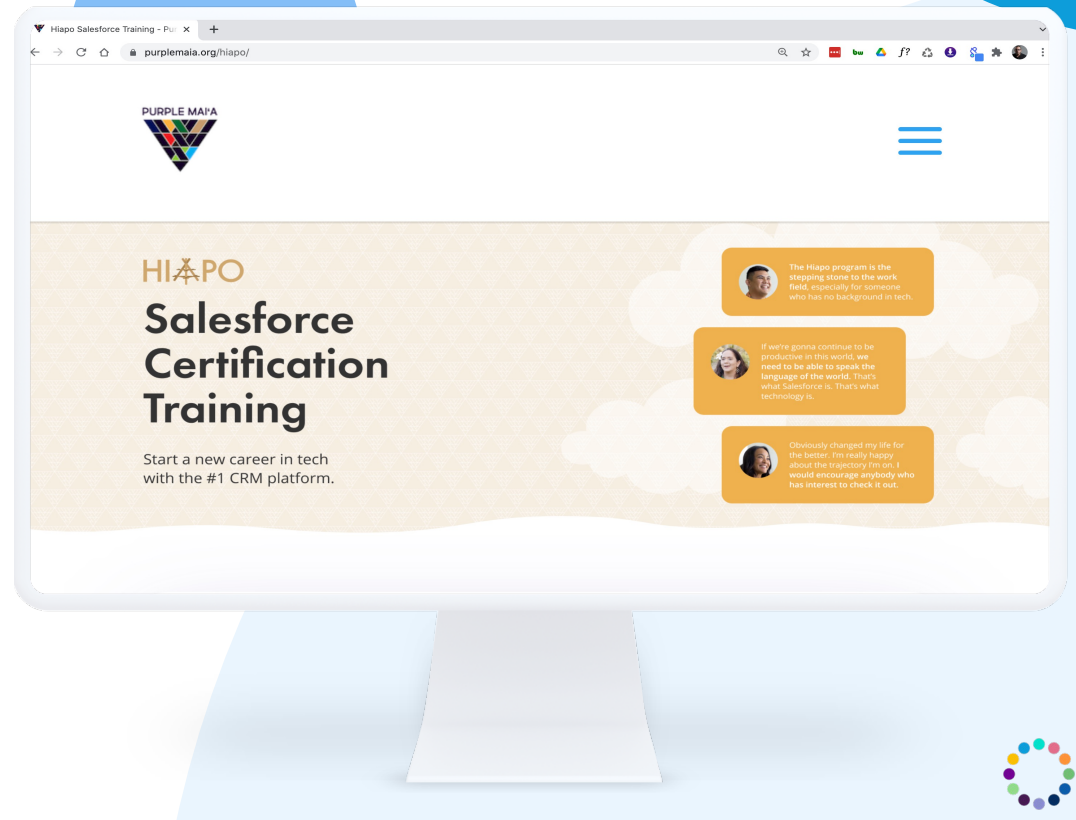 Hiapo Salesforce Training – Pur
purplemaia.org/hiapo/
bw
f?
PURPLE MAI‘A
HIAPO
Salesforce
Certification
Training
Start a new career in tech
with the #1 CRM platform.
The Hiapo program is the
stepping stone to the work
field, especially for someone
who has no background in tech.
If we're gonna continue to be
productive in this world, we
need to be able to speak the
language of the world. That's
what Salesforce is. That's what
technology is.
Obviously changed my life for
the better. I'm really happy
about the trajectory I'm on. I
would encourage anybody who
has interest to check it out.